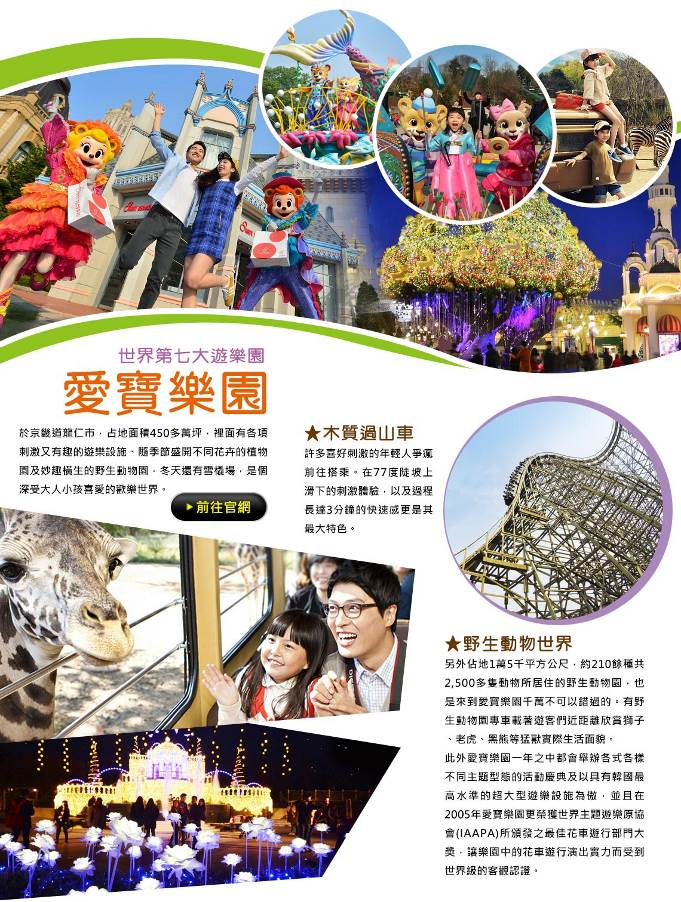 世界第七大遊樂園
愛寶樂園
於京畿道龍仁市，占地面積450多萬坪，裡面有各項
刺激又有趣的遊樂設施、隨季節盛開不同花卉的植物
園及妙趣橫生的野生動物園，冬天還有雪橇場，是個
深受大人小孩喜愛的歡樂世界。
▶前往官網
★木質過山車
許多喜好刺激的年輕人爭寵
前往搭乘。在77度陡坡上
滑下的刺激體驗，以及過程
長達3分鐘的快速感更是其
最大特色。
★野生動物世界
另外佔地1萬5千平方公尺，約210餘種共
2,500多隻動物所居住的野生動物園，也
是來到愛寶樂園千萬不可以錯過的，有野
生動物園專車載著遊客們近距離欣賞獅子
、老虎、黑熊等猛獸實際生活面貌。
此外愛寶樂園一年之中都會舉辦各式各樣
不同主題型態的活動慶典及以具有韓國最
高水準的超大型遊樂設施為傲，並且在
2005年愛寶樂園更榮獲世界主題遊樂原協
會(IAAPA)所頒發之最佳花車遊行部門大
獎，讓樂園中的花車遊行演出實力而受到
世界級的客觀認證。